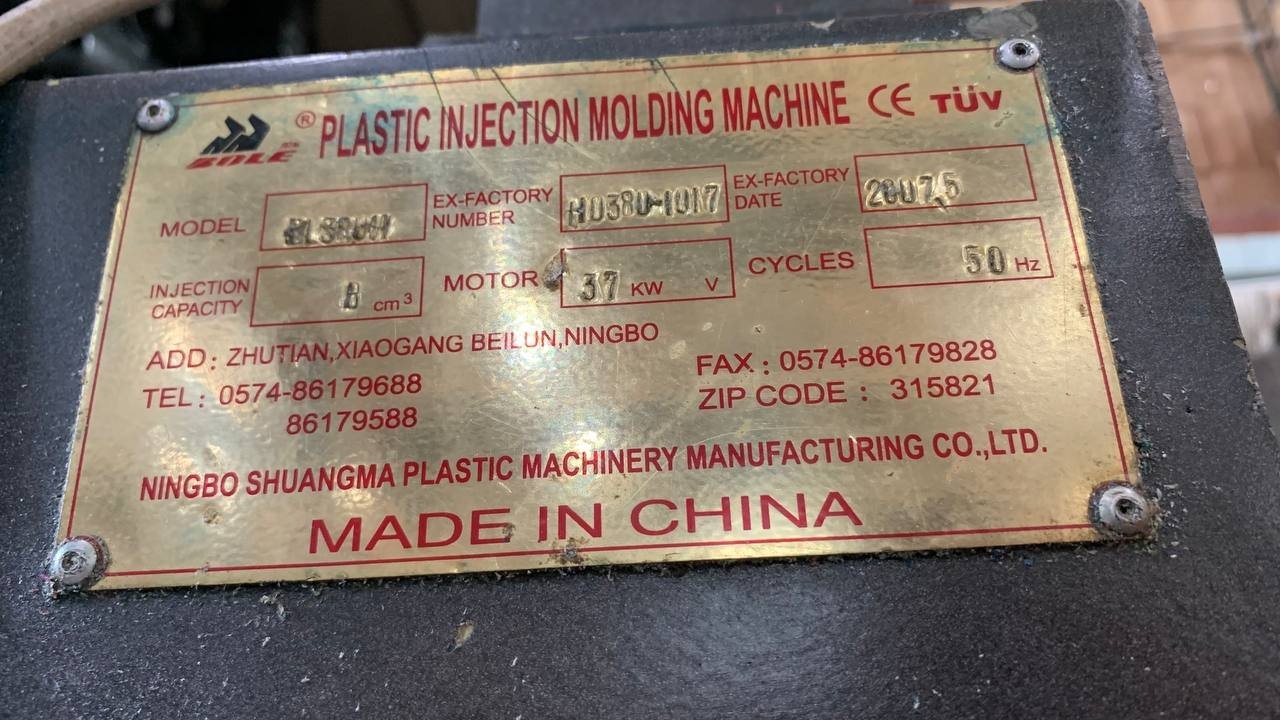 BOLE ® PLASTIC INJECTION MOLDING MACHINE CE TÜV
MODEL EX-FACTORY NUMBER HD380-1017 EX-FACTORY DATE 2007.5
INJECTION CAPACITY cm³ MOTOR 37 KW V CYCLES 50 Hz
ADD: ZHUTIAN,XIAOGANG BEILUN,NINGBO
TEL: 0574-86179688 FAX: 0574-86179828
86179588 ZIP CODE: 315821
NINGBO SHUANGMA PLASTIC MACHINERY MANUFACTURING CO.,LTD.
MADE IN CHINA